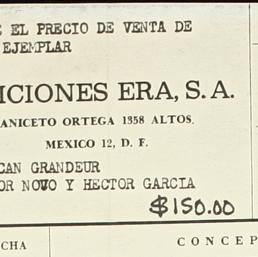 E EL PRECIO DE VENTA DE
EJEMPLAR
ICIONES ERA, S. A.
ANICETO ORTEGA 1358 ALTOS.
MEXICO 12, D. F.
CAN GRANDEUR
OR NOVO Y HECTOR GARCIA
$150.00
CHA
CONCEP